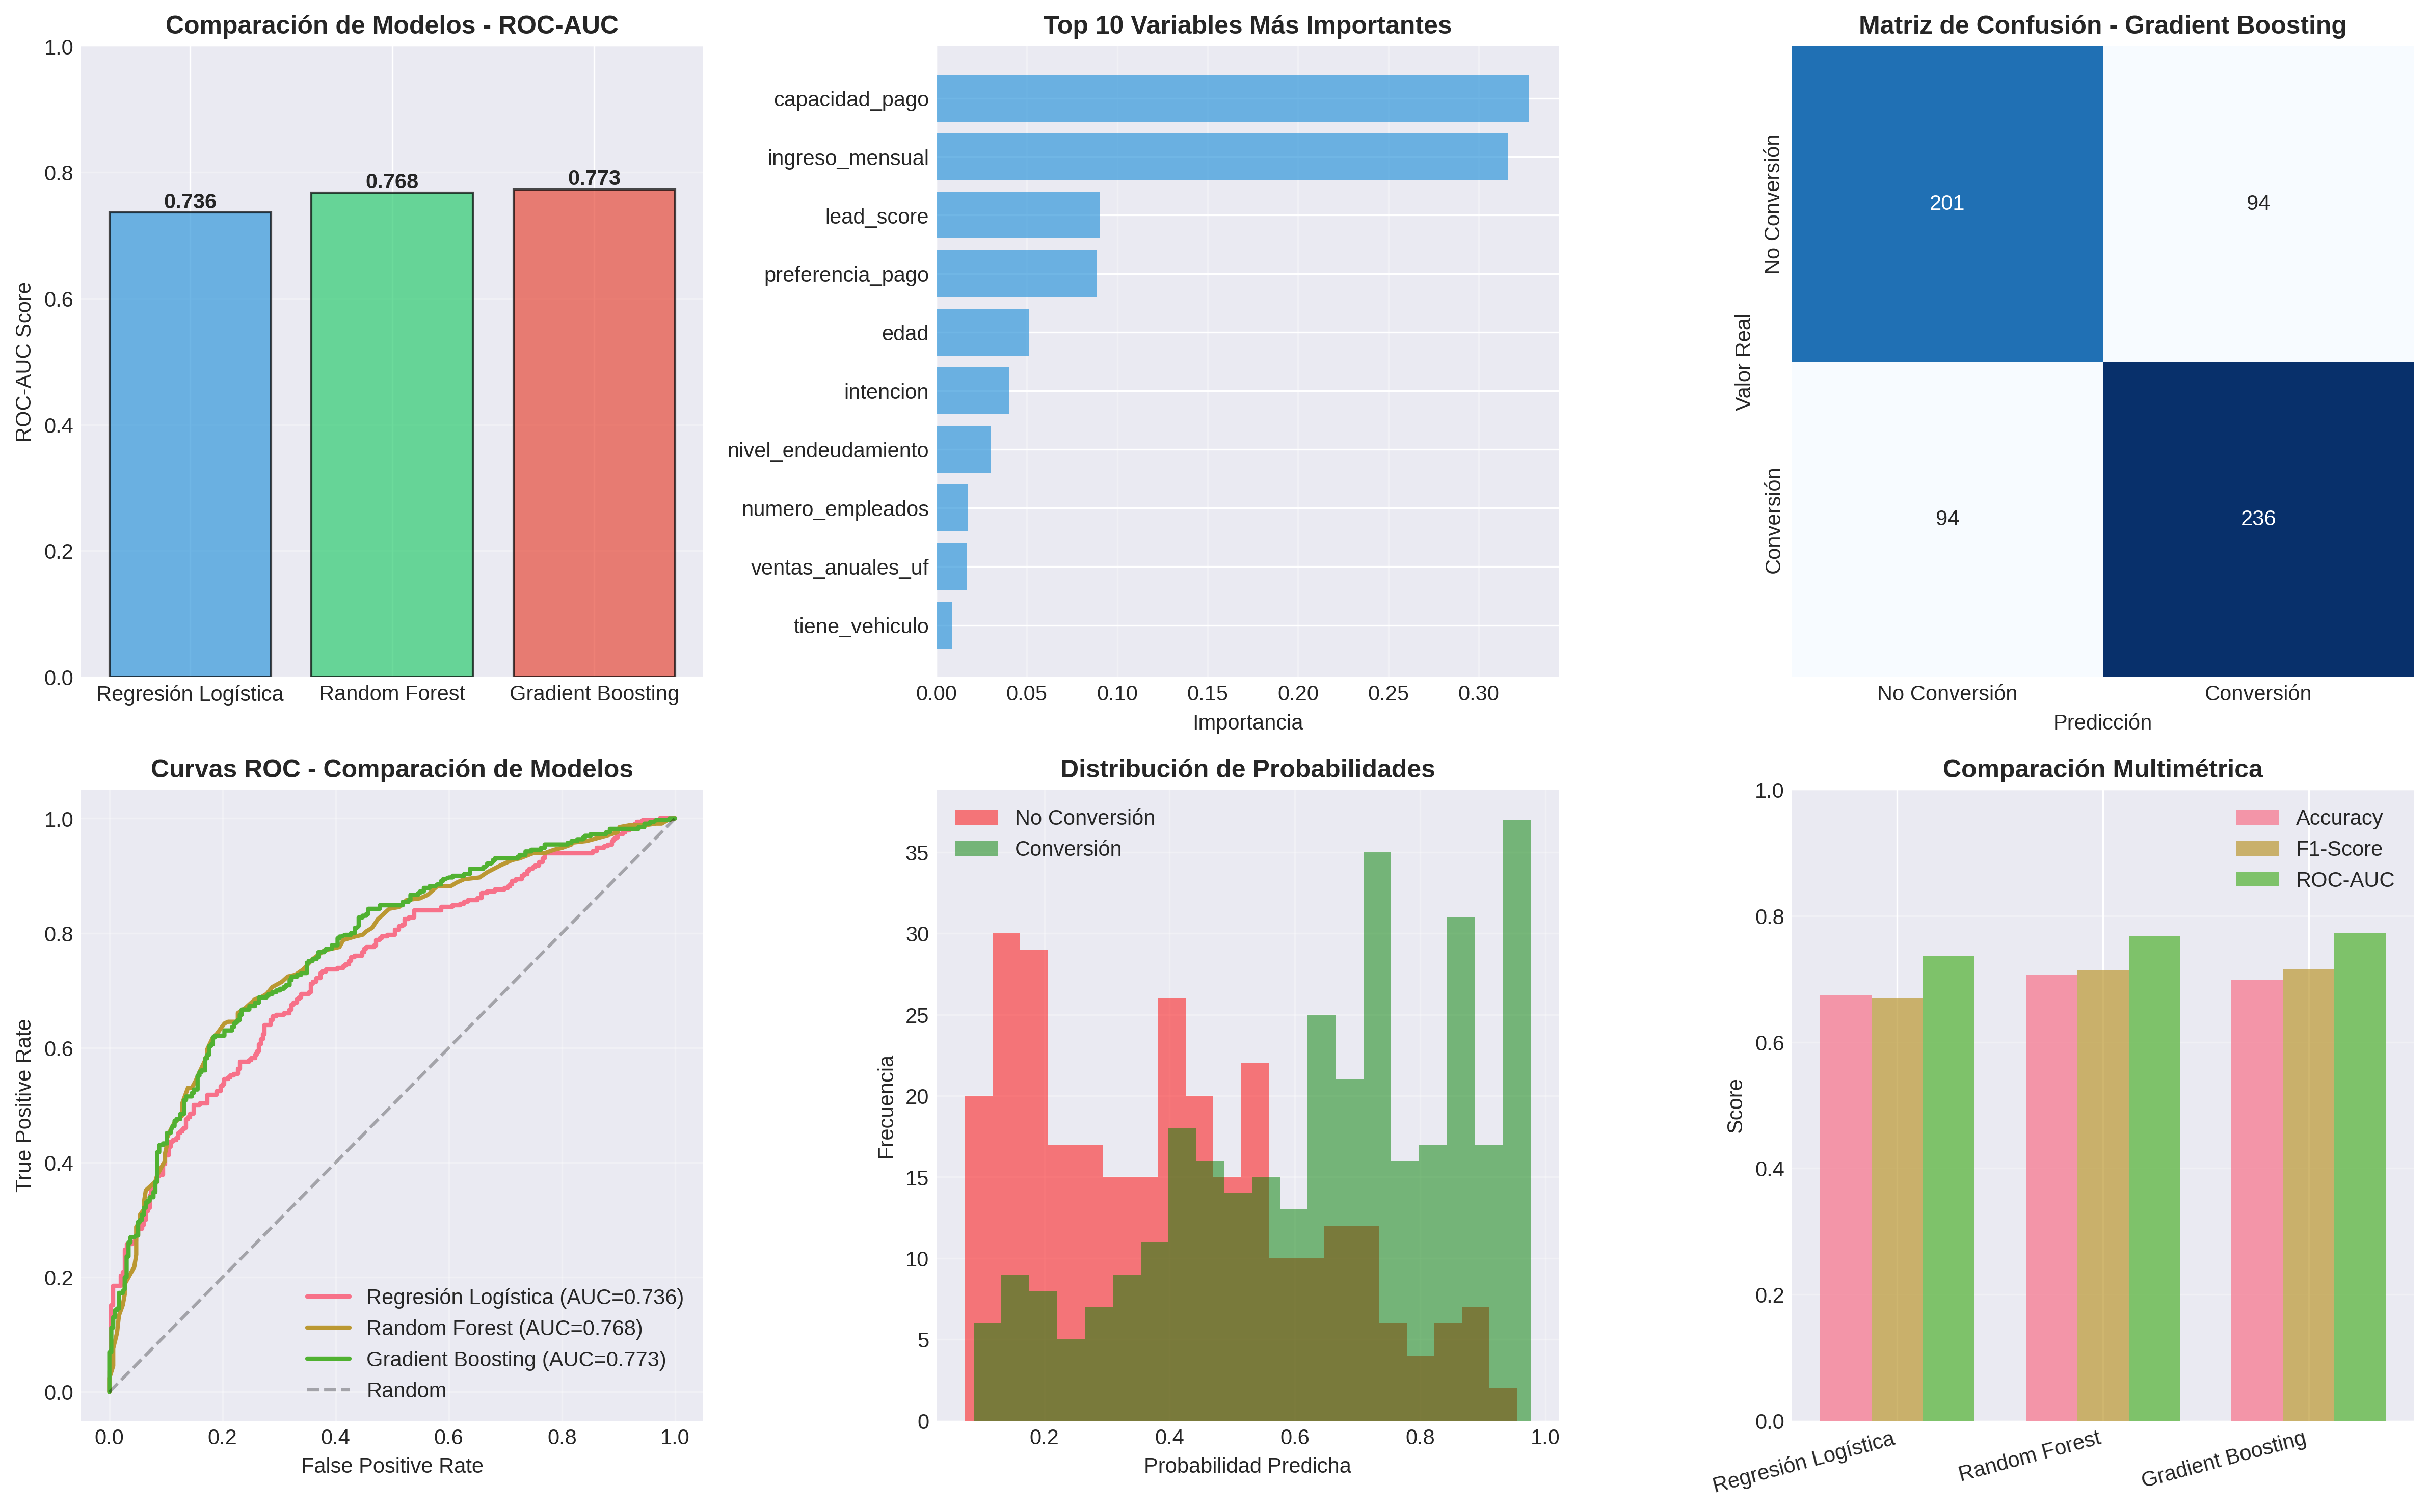 Comparación de Modelos - ROC-AUC
1.0
0.8
0.6
0.4
0.2
0.0
ROC-AUC Score
0.736
0.768
0.773
Regresión Logística
Random Forest
Gradient Boosting
Top 10 Variables Más Importantes
capacidad_pago
ingreso_mensual
lead_score
preferencia_pago
edad
intencion
nivel_endeudamiento
numero_empleados
ventas_anuales_uf
tiene_vehiculo
0.00 0.05 0.10 0.15 0.20 0.25 0.30
Importancia
Matriz de Confusión - Gradient Boosting
Valor Real
No Conversión
Conversión
201
94
94
236
No Conversión
Conversión
Predicción
Curvas ROC - Comparación de Modelos
1.0
0.8
0.6
0.4
0.2
0.0
True Positive Rate
Regresión Logística (AUC=0.736)
Random Forest (AUC=0.768)
Gradient Boosting (AUC=0.773)
Random
0.0 0.2 0.4 0.6 0.8 1.0
False Positive Rate
Distribución de Probabilidades
No Conversión
Conversión
35
30
25
20
15
10
5
0
Frecuencia
0.2 0.4 0.6 0.8 1.0
Probabilidad Predicha
Comparación Multimétrica
1.0
0.8
0.6
0.4
0.2
0.0
Score
Accuracy
F1-Score
ROC-AUC
Regresión Logística
Random Forest
Gradient Boosting